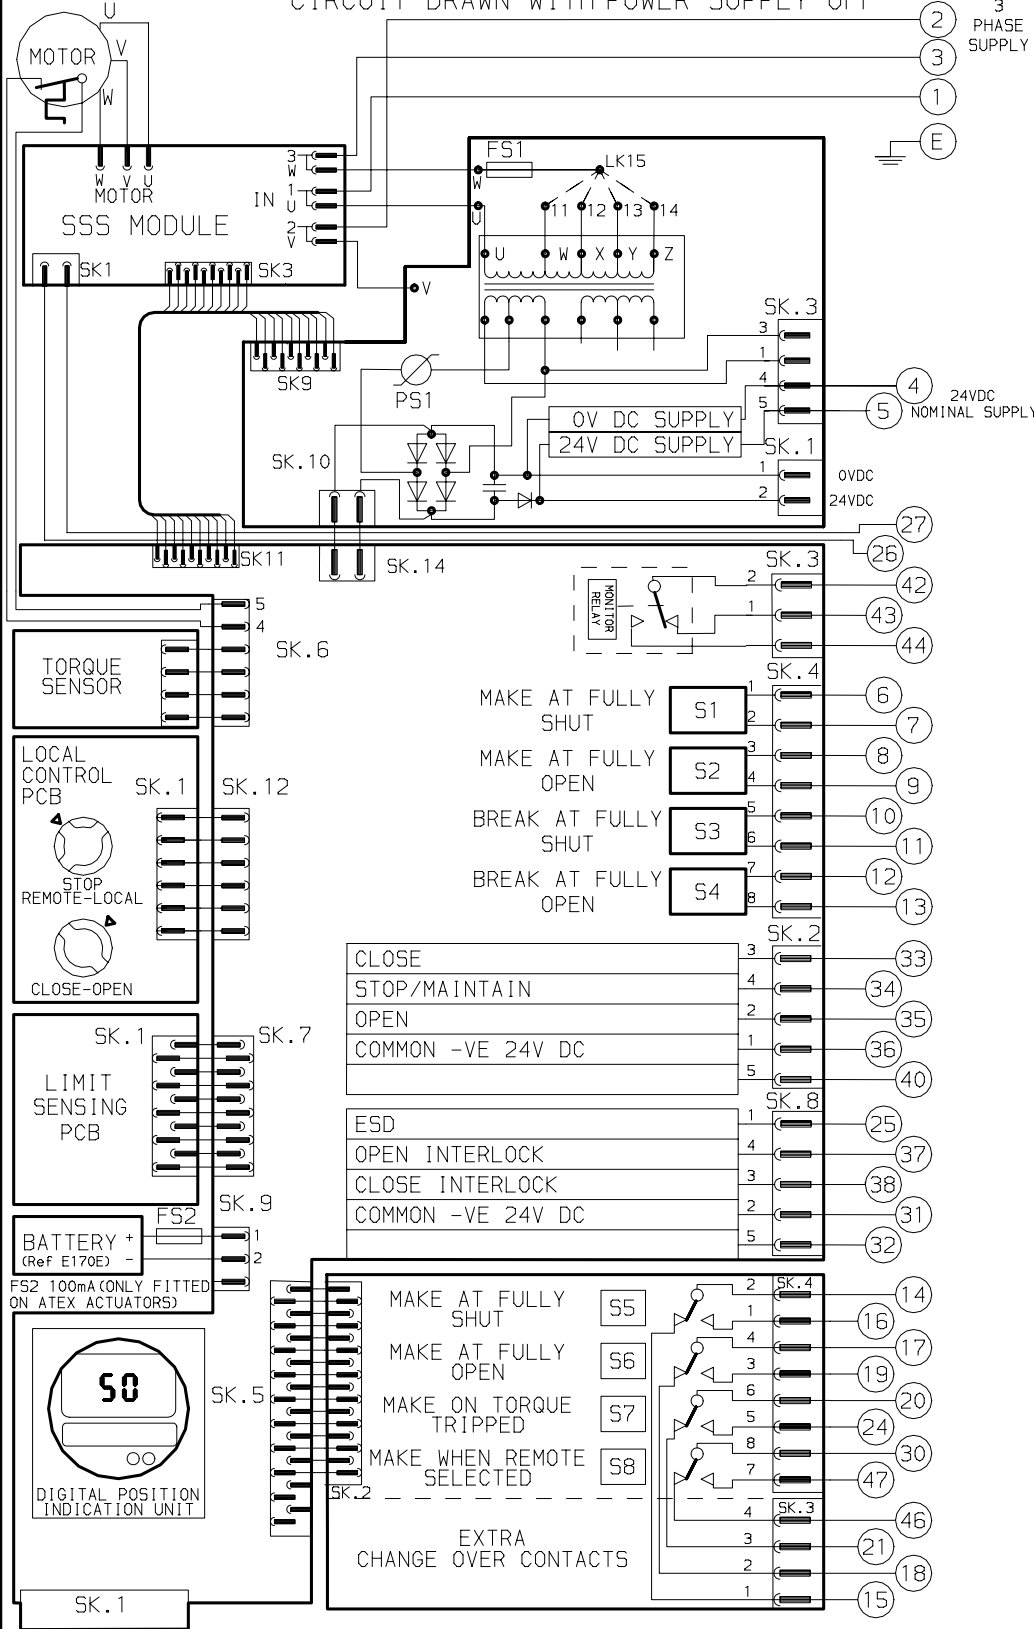 CIRCUIT DRAWN WITH POWER SUPPLY OFF
3
PHASE
SUPPLY
2
3
1
E
U
V
W
MOTOR
W V U
MOTOR
SSS MODULE
IN
3
W
1
U
2
V
SK1
SK3
FS1
LK15
W
U
V
11 12 13 14
U W X Y Z
SK9
PS1
SK.3
3
1
4
5
4
5
24VDC
NOMINAL SUPPLY
0V DC SUPPLY
24V DC SUPPLY
SK.1
1 0VDC
2 24VDC
SK.10
27
26
SK11
SK.14
MONITOR
RELAY
SK.3
2 42
1 43
44
5
4
SK.6
TORQUE
SENSOR
SK.4
MAKE AT FULLY
SHUT
S1
1 6
2 7
MAKE AT FULLY
OPEN
S2
3 8
4 9
BREAK AT FULLY
SHUT
S3
5 10
6 11
BREAK AT FULLY
OPEN
S4
7 12
8 13
LOCAL
CONTROL
PCB
SK.1 SK.12
STOP
REMOTE-LOCAL
CLOSE-OPEN
SK.2
CLOSE 3 33
STOP/MAINTAIN 4 34
OPEN 2 35
COMMON -VE 24V DC 1 36
5 40
SK.1 SK.7
LIMIT
SENSING
PCB
SK.8
ESD 1 25
OPEN INTERLOCK 4 37
CLOSE INTERLOCK 3 38
COMMON -VE 24V DC 2 31
5 32
SK.9
FS2
BATTERY + 1
(Ref E170E) - 2
FS2 100mA(ONLY FITTED
ON ATEX ACTUATORS)
50
DIGITAL POSITION
INDICATION UNIT
SK.5
SK.2
SK.4
MAKE AT FULLY
SHUT
S5
2 14
1 16
MAKE AT FULLY
OPEN
S6
4 17
3 19
MAKE ON TORQUE
TRIPPED
S7
6 20
5 24
MAKE WHEN REMOTE
SELECTED
S8
8 30
7 47
SK.3
EXTRA
CHANGE OVER CONTACTS
4 46
3 21
2 18
1 15
SK.1